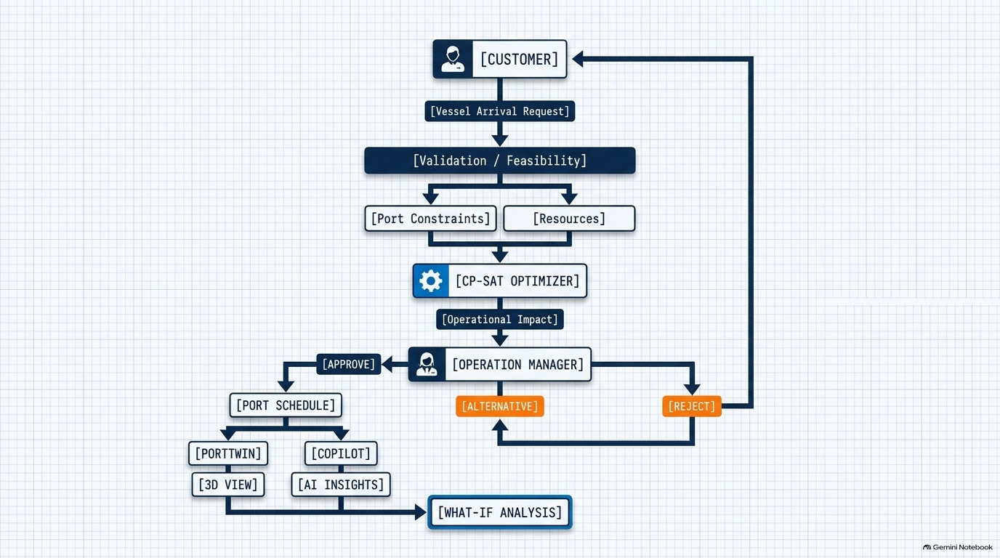 [CUSTOMER]
[Vessel Arrival Request]
[Validation / Feasibility]
[Port Constraints]
[Resources]
[CP-SAT OPTIMIZER]
[Operational Impact]
[APPROVE]
[OPERATION MANAGER]
[PORT SCHEDULE]
[ALTERNATIVE]
[REJECT]
[PORTTWIN]
[COPILOT]
[3D VIEW]
[AI INSIGHTS]
[WHAT-IF ANALYSIS]
Gemini Notebook